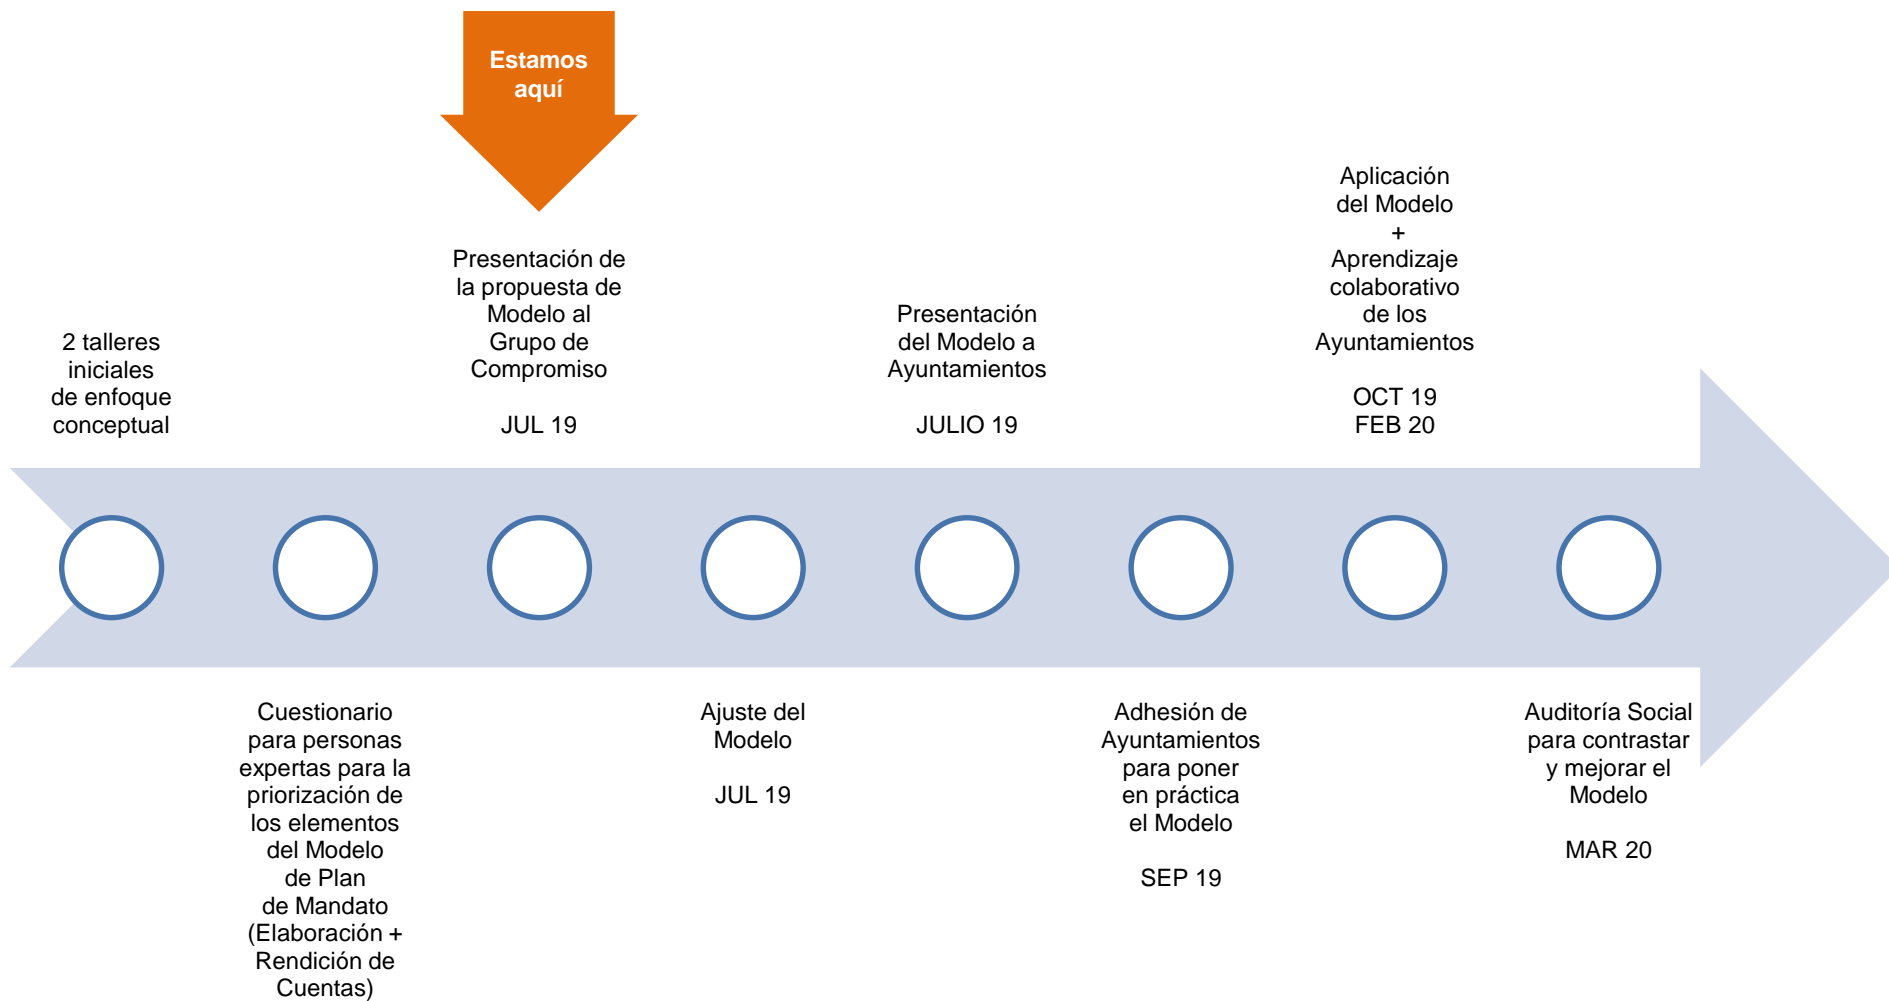 Estamos
aquí
2 talleres
iniciales
de enfoque
conceptual
Cuestionario
para personas
expertas para la
priorización de
los elementos
del Modelo
de Plan
de Mandato
(Elaboración +
Rendición de
Cuentas)
Presentación de
la propuesta de
Modelo al
Grupo de
Compromiso
JUL 19
Ajuste del
Modelo
JUL 19
Presentación
del Modelo a
Ayuntamientos
JULIO 19
Adhesión de
Ayuntamientos
para poner
en práctica
el Modelo
SEP 19
Aplicación
del Modelo
+
Aprendizaje
colaborativo
de los
Ayuntamientos
OCT 19
FEB 20
Auditoría Social
para contrastar
y mejorar el
Modelo
MAR 20